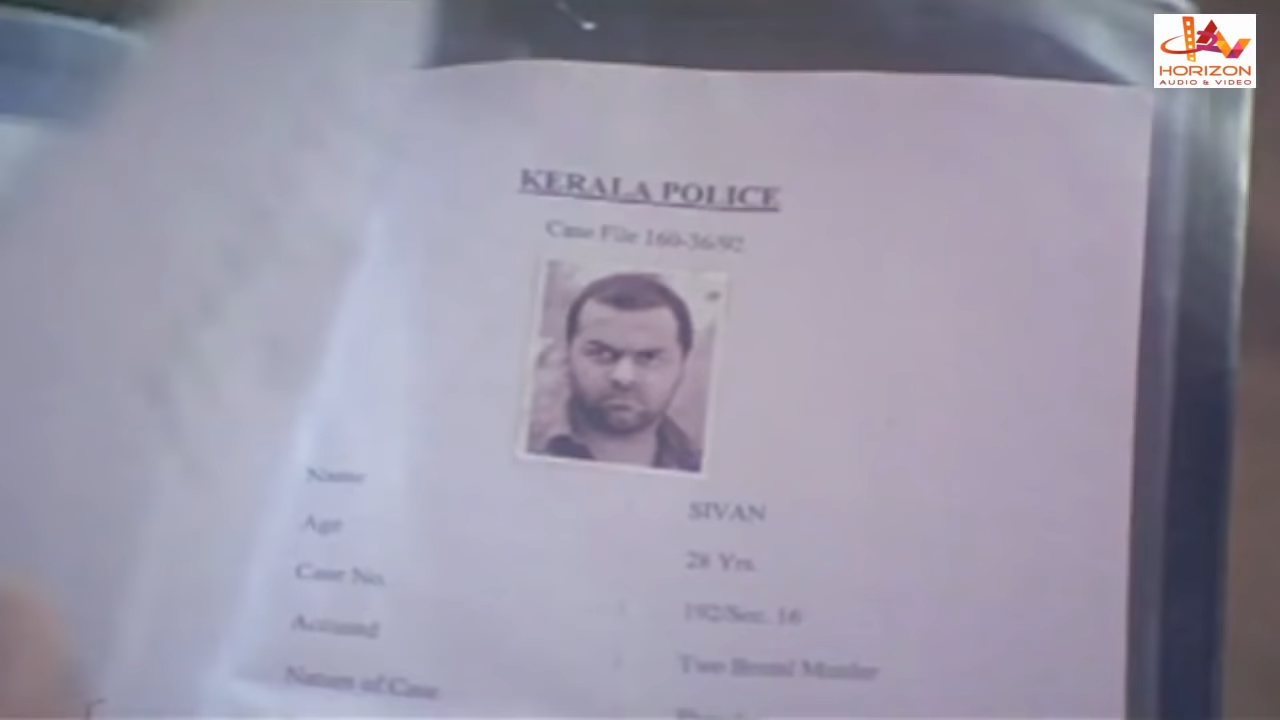 HORIZON
AUDIO & VIDEO
KERALA POLICE
Case File 160-36/92
Name SIVAN
Age 28 Yrs.
Case No. : 192/Sec. 16
Accused : Two Brutal Murder
Nature of Case